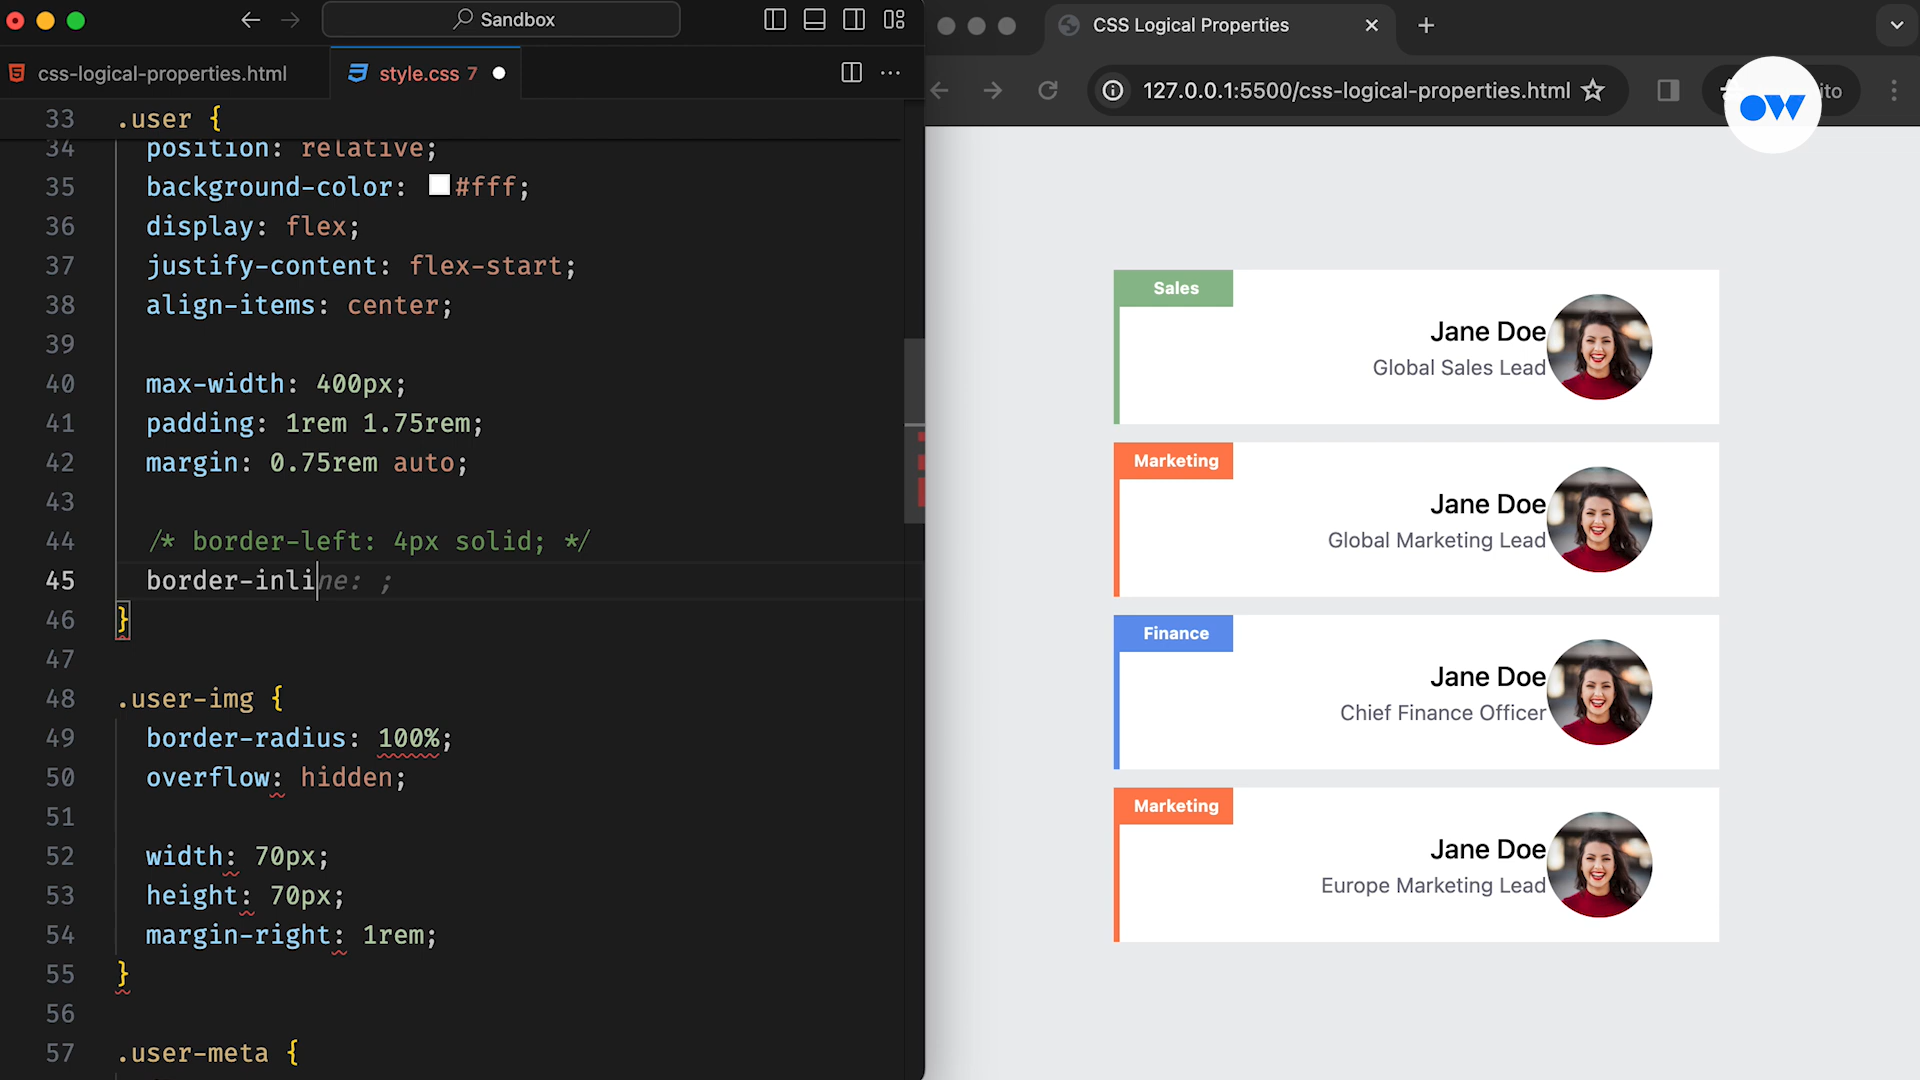 Sandbox
css-logical-properties.html
style.css 7
33 .user {
34 position: relative;
35 background-color: #fff;
36 display: flex;
37 justify-content: flex-start;
38 align-items: center;
39
40 max-width: 400px;
41 padding: 1rem 1.75rem;
42 margin: 0.75rem auto;
43
44 /* border-left: 4px solid; */
45 border-inline: ;
46 }
47
48 .user-img {
49 border-radius: 100%;
50 overflow: hidden;
51
52 width: 70px;
53 height: 70px;
54 margin-right: 1rem;
55 }
56
57 .user-meta {
CSS Logical Properties
127.0.0.1:5500/css-logical-properties.html
ito
OW
Sales
Jane Doe
Global Sales Lead
Marketing
Jane Doe
Global Marketing Lead
Finance
Jane Doe
Chief Finance Officer
Marketing
Jane Doe
Europe Marketing Lead